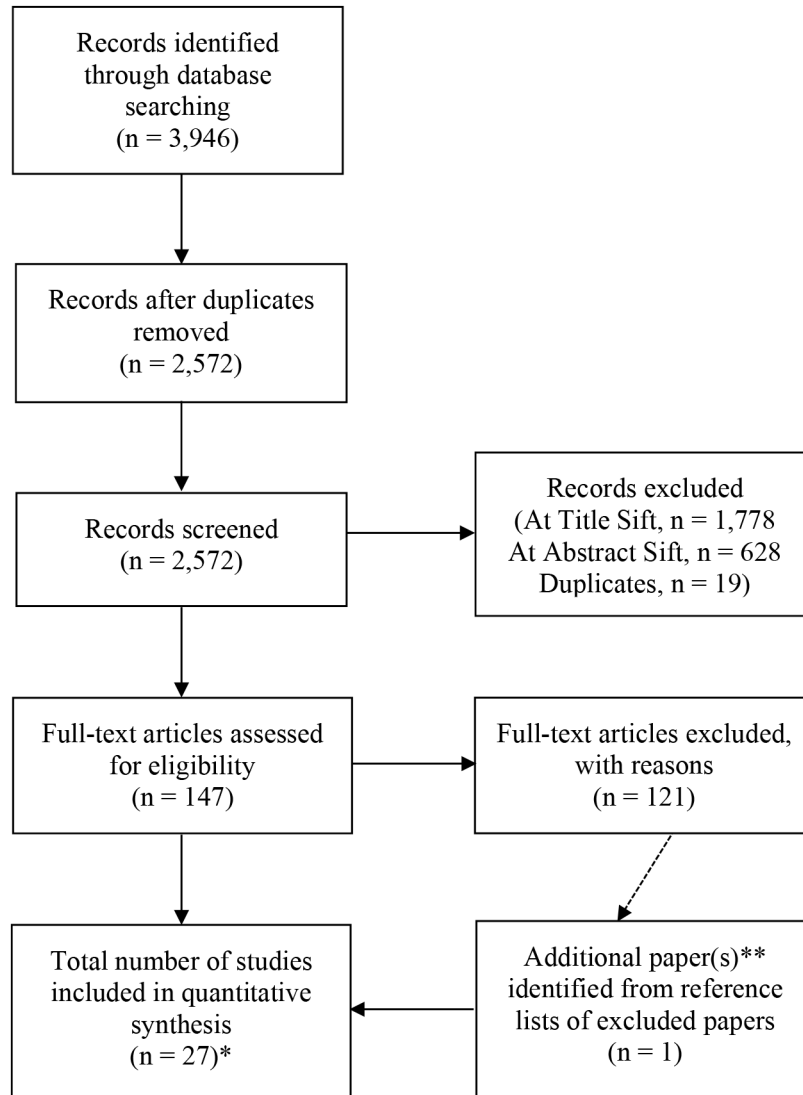 Records identified
through database
searching
(n = 3,946)
Records after duplicates
removed
(n = 2,572)
Records screened
(n = 2,572)
Records excluded
(At Title Sift, n = 1,778
At Abstract Sift, n = 628
Duplicates, n = 19)
Full-text articles assessed
for eligibility
(n = 147)
Full-text articles excluded,
with reasons
(n = 121)
Total number of studies
included in quantitative
synthesis
(n = 27)*
Additional paper(s)**
identified from reference
lists of excluded papers
(n = 1)